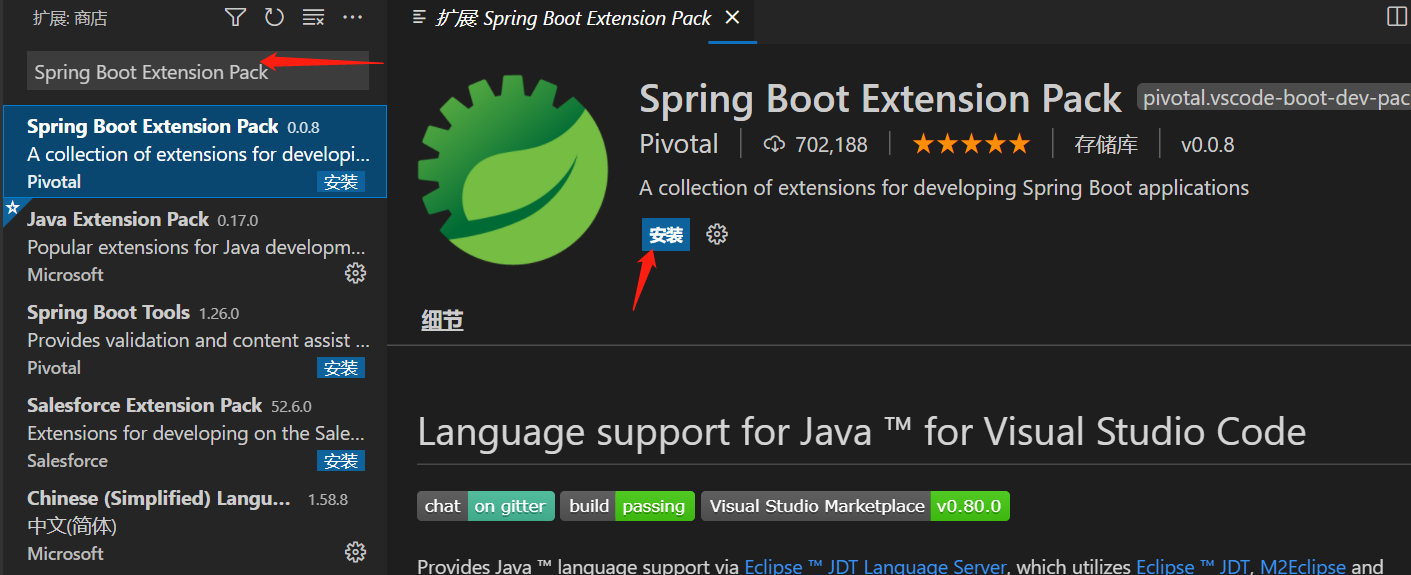 扩展: 商店
Spring Boot Extension Pack
Spring Boot Extension Pack 0.0.8
A collection of extensions for developi...
Pivotal 安装
Java Extension Pack 0.17.0
Popular extensions for Java developm...
Microsoft
Spring Boot Tools 1.26.0
Provides validation and content assist ...
Pivotal 安装
Salesforce Extension Pack 52.6.0
Extensions for developing on the Sale...
Salesforce 安装
Chinese (Simplified) Langu... 1.58.8
中文(简体)
Microsoft
扩展: Spring Boot Extension Pack
Spring Boot Extension Pack pivotal.vscode-boot-dev-pac
Pivotal 702,188 存储库 v0.0.8
A collection of extensions for developing Spring Boot applications
安装
细节
Language support for Java ™ for Visual Studio Code
chat on gitter build passing Visual Studio Marketplace v0.80.0
Provides Java ™ language support via Eclipse ™ JDT Language Server, which utilizes Eclipse ™ JDT, M2Eclipse and